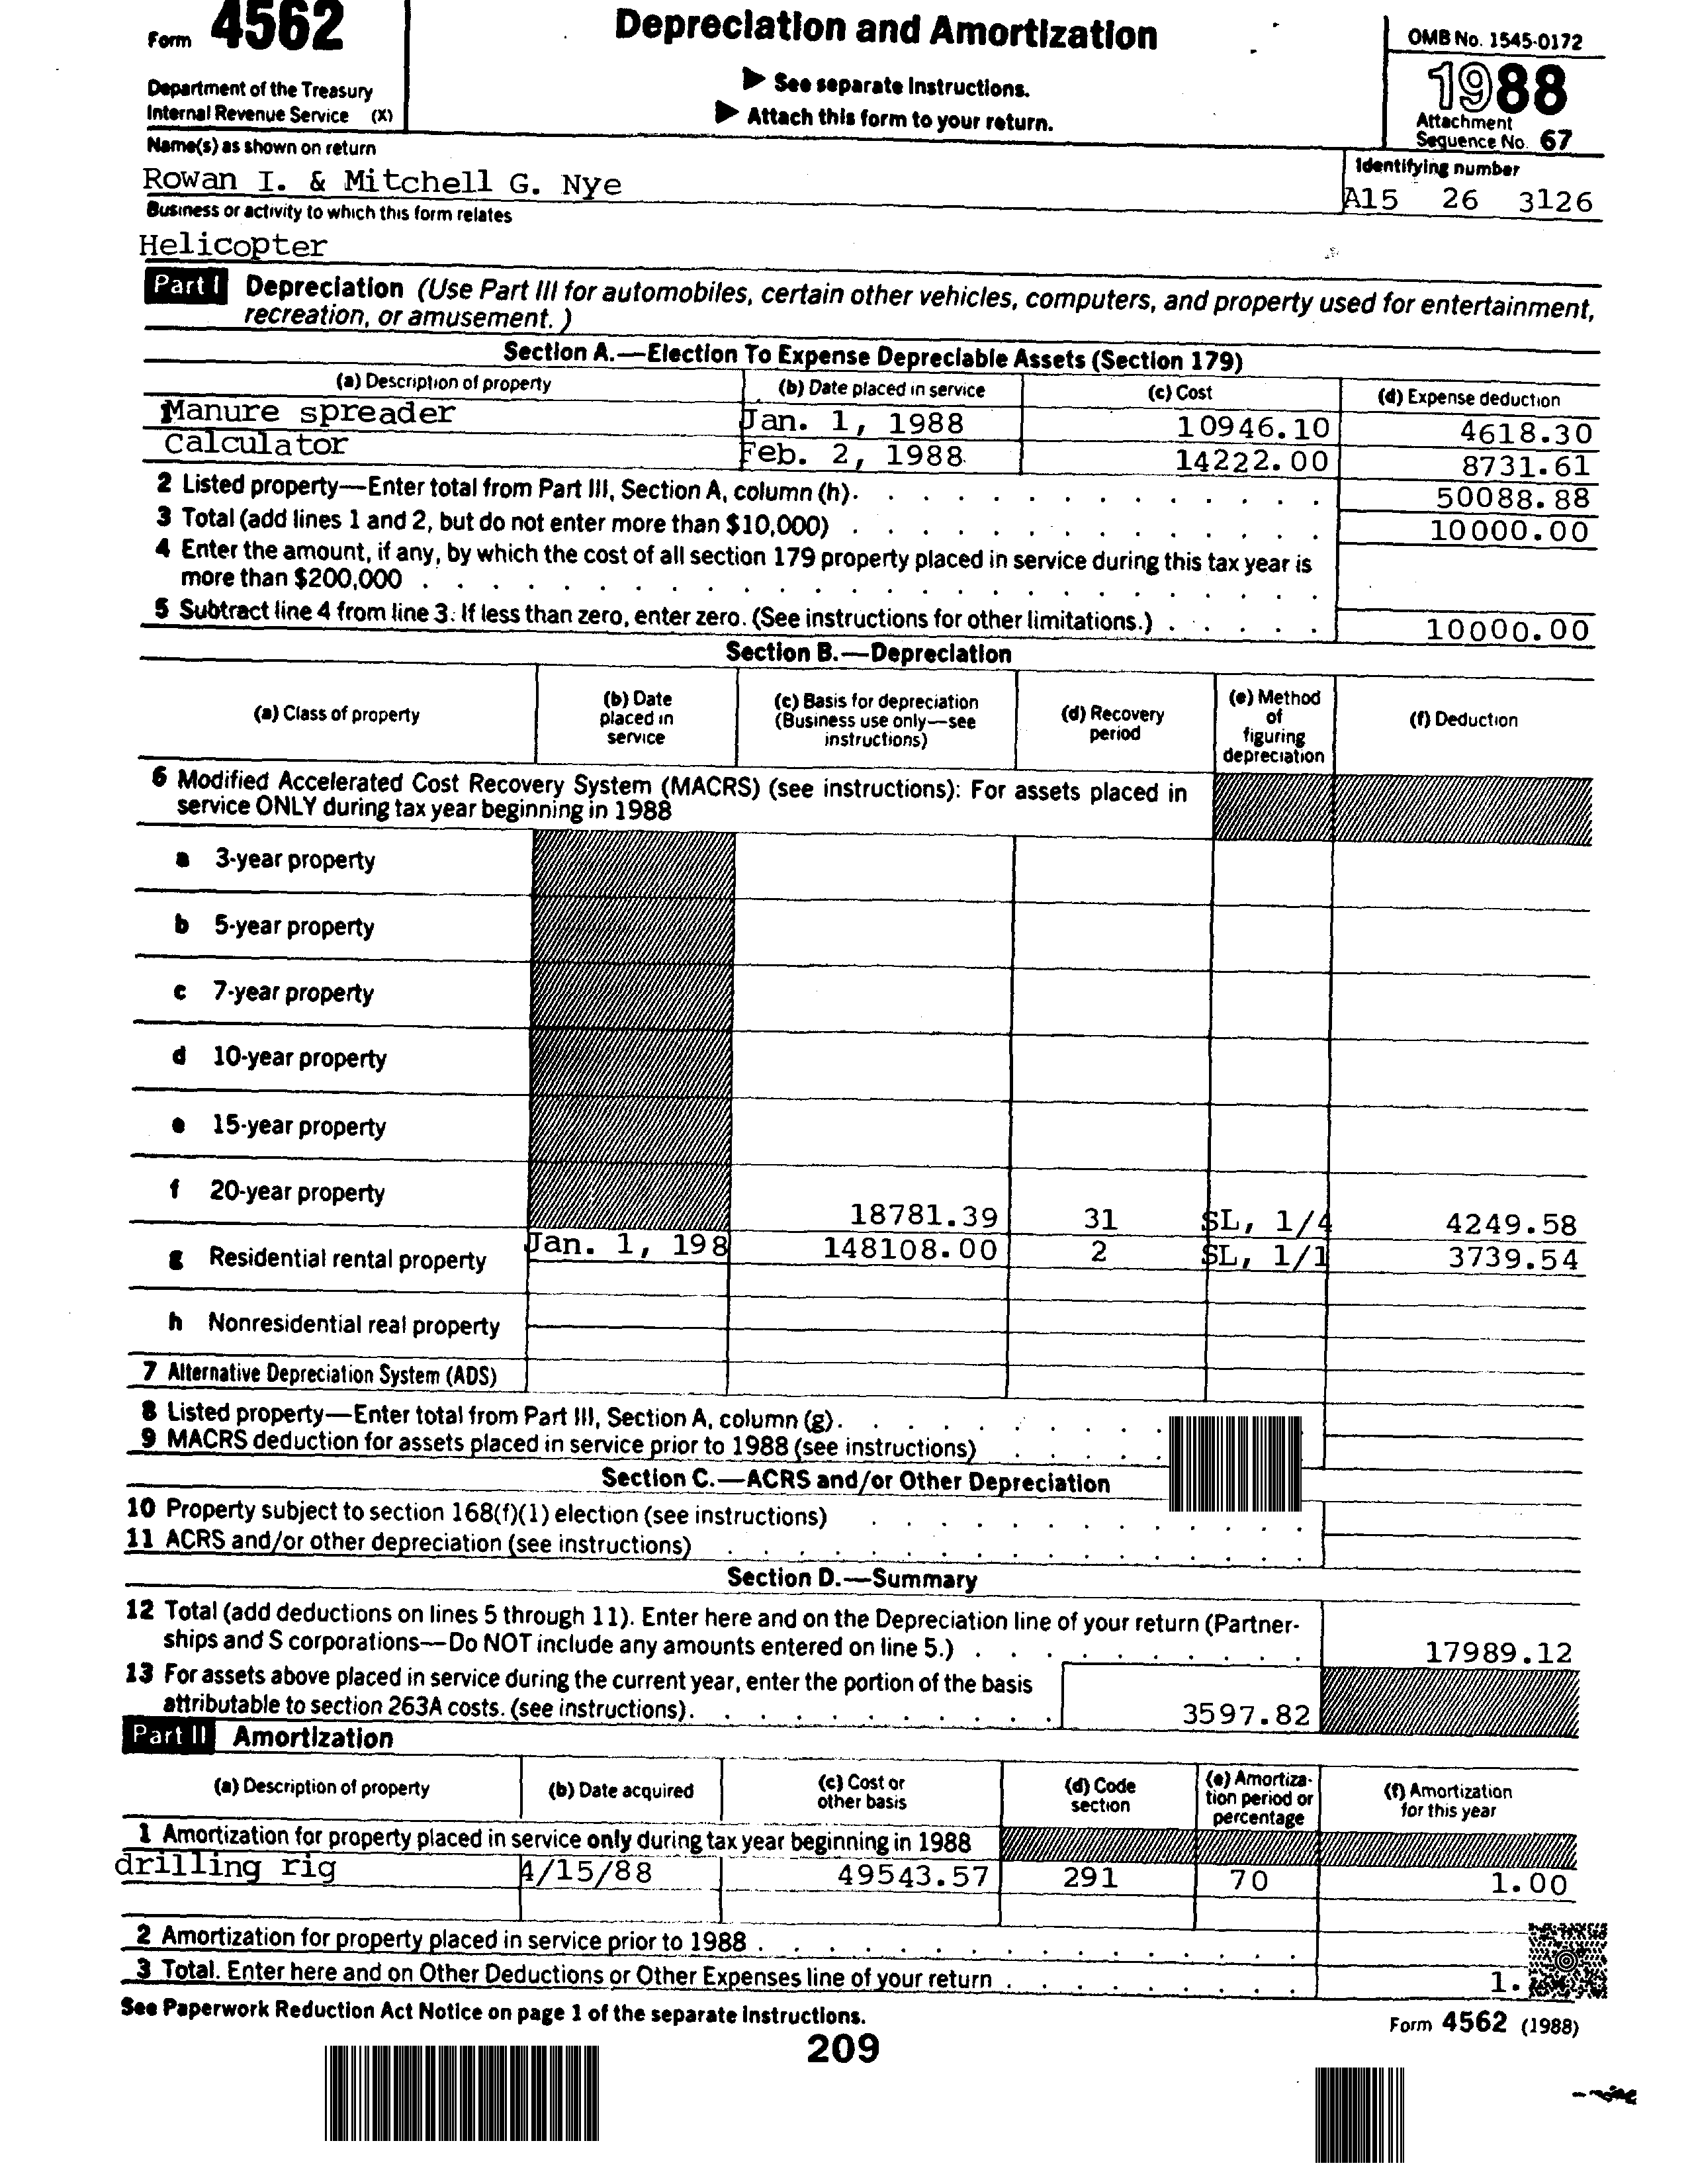 Form 4562
Depreciation and Amortization
OMB No. 1545-0172
1988
Department of the Treasury
Internal Revenue Service (X)
▶ See separate Instructions.
▶ Attach this form to your return.
Attachment
Sequence No. 67
Name(s) as shown on return
Identifying number
Rowan I. & Mitchell G. Nye
A15 26 3126
Business or activity to which this form relates
Helicopter
Part I Depreciation (Use Part III for automobiles, certain other vehicles, computers, and property used for entertainment,
recreation, or amusement.)
Section A.—Election To Expense Depreciable Assets (Section 179)
(a) Description of property (b) Date placed in service (c) Cost (d) Expense deduction
1 Manure spreader Jan. 1, 1988 10946.10 4618.30
Calculator Feb. 2, 1988 14222.00 8731.61
2 Listed property—Enter total from Part III, Section A, column (h). 50088.88
3 Total (add lines 1 and 2, but do not enter more than $10,000) 10000.00
4 Enter the amount, if any, by which the cost of all section 179 property placed in service during this tax year is
more than $200,000
5 Subtract line 4 from line 3. If less than zero, enter zero. (See instructions for other limitations.) 10000.00
Section B.—Depreciation
(a) Class of property
(b) Date
placed in
service
(c) Basis for depreciation
(Business use only—see
instructions)
(d) Recovery
period
(e) Method
of
figuring
depreciation
(f) Deduction
6 Modified Accelerated Cost Recovery System (MACRS) (see instructions): For assets placed in
service ONLY during tax year beginning in 1988
a 3-year property
b 5-year property
c 7-year property
d 10-year property
e 15-year property
f 20-year property 18781.39 31 SL, 1/4 4249.58
g Residential rental property Jan. 1, 198 148108.00 2 SL, 1/1 3739.54
h Nonresidential real property
7 Alternative Depreciation System (ADS)
8 Listed property—Enter total from Part III, Section A, column (g).
9 MACRS deduction for assets placed in service prior to 1988 (see instructions)
Section C.—ACRS and/or Other Depreciation
10 Property subject to section 168(f)(1) election (see instructions)
11 ACRS and/or other depreciation (see instructions)
Section D.—Summary
12 Total (add deductions on lines 5 through 11). Enter here and on the Depreciation line of your return (Partner-
ships and S corporations—Do NOT include any amounts entered on line 5.) 17989.12
13 For assets above placed in service during the current year, enter the portion of the basis
attributable to section 263A costs. (see instructions). 3597.82
Part II Amortization
(a) Description of property
(b) Date acquired
(c) Cost or
other basis
(d) Code
section
(e) Amortiza-
tion period or
percentage
(f) Amortization
for this year
1 Amortization for property placed in service only during tax year beginning in 1988
drilling rig 4/15/88 49543.57 291 70 1.00
2 Amortization for property placed in service prior to 1988
3 Total. Enter here and on Other Deductions or Other Expenses line of your return 1.
See Paperwork Reduction Act Notice on page 1 of the separate Instructions.
Form 4562 (1988)
209